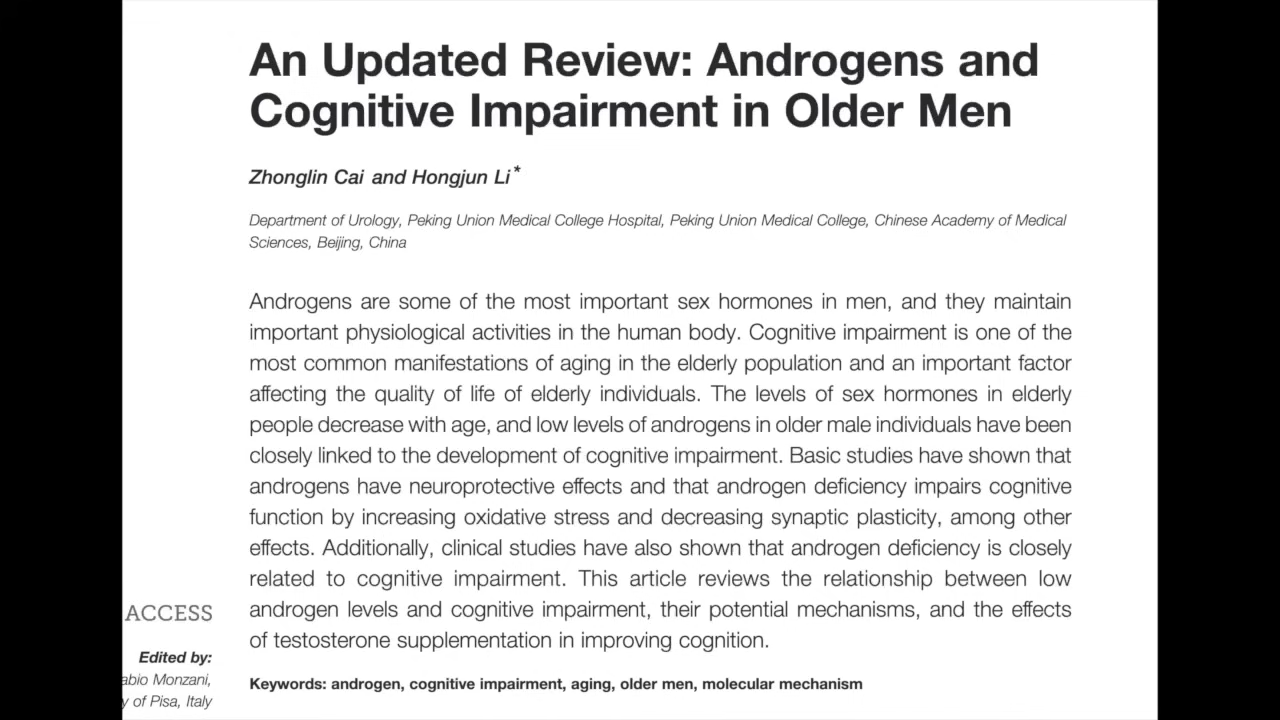 An Updated Review: Androgens and
Cognitive Impairment in Older Men
Zhonglin Cai and Hongjun Li*
Department of Urology, Peking Union Medical College Hospital, Peking Union Medical College, Chinese Academy of Medical
Sciences, Beijing, China
Androgens are some of the most important sex hormones in men, and they maintain
important physiological activities in the human body. Cognitive impairment is one of the
most common manifestations of aging in the elderly population and an important factor
affecting the quality of life of elderly individuals. The levels of sex hormones in elderly
people decrease with age, and low levels of androgens in older male individuals have been
closely linked to the development of cognitive impairment. Basic studies have shown that
androgens have neuroprotective effects and that androgen deficiency impairs cognitive
function by increasing oxidative stress and decreasing synaptic plasticity, among other
effects. Additionally, clinical studies have also shown that androgen deficiency is closely
related to cognitive impairment. This article reviews the relationship between low
androgen levels and cognitive impairment, their potential mechanisms, and the effects
of testosterone supplementation in improving cognition.
Keywords: androgen, cognitive impairment, aging, older men, molecular mechanism
ACCESS
Edited by:
abio Monzani,
y of Pisa, Italy